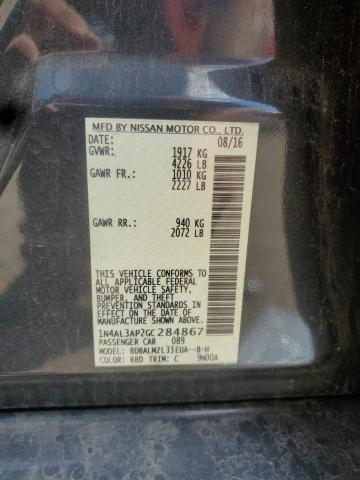 MFD BY NISSAN MOTOR CO., LTD.
DATE: 08/16
GVWR: 1917 KG
4226 LB
GAWR FR: 1010 KG
2227 LB
GAWR RR: 940 KG
2072 LB
THIS VEHICLE CONFORMS TO
ALL APPLICABLE FEDERAL
MOTOR VEHICLE SAFETY,
BUMPER, AND THEFT
PREVENTION STANDARDS IN
EFFECT ON THE DATE OF
MANUFACTURE SHOWN ABOVE.
1N4AL3AP2GC284867
PASSENGER CAR 089
MODEL: BDBALMZL33EUA--B-H
COLOR: RBD TRIM: C 9N00A